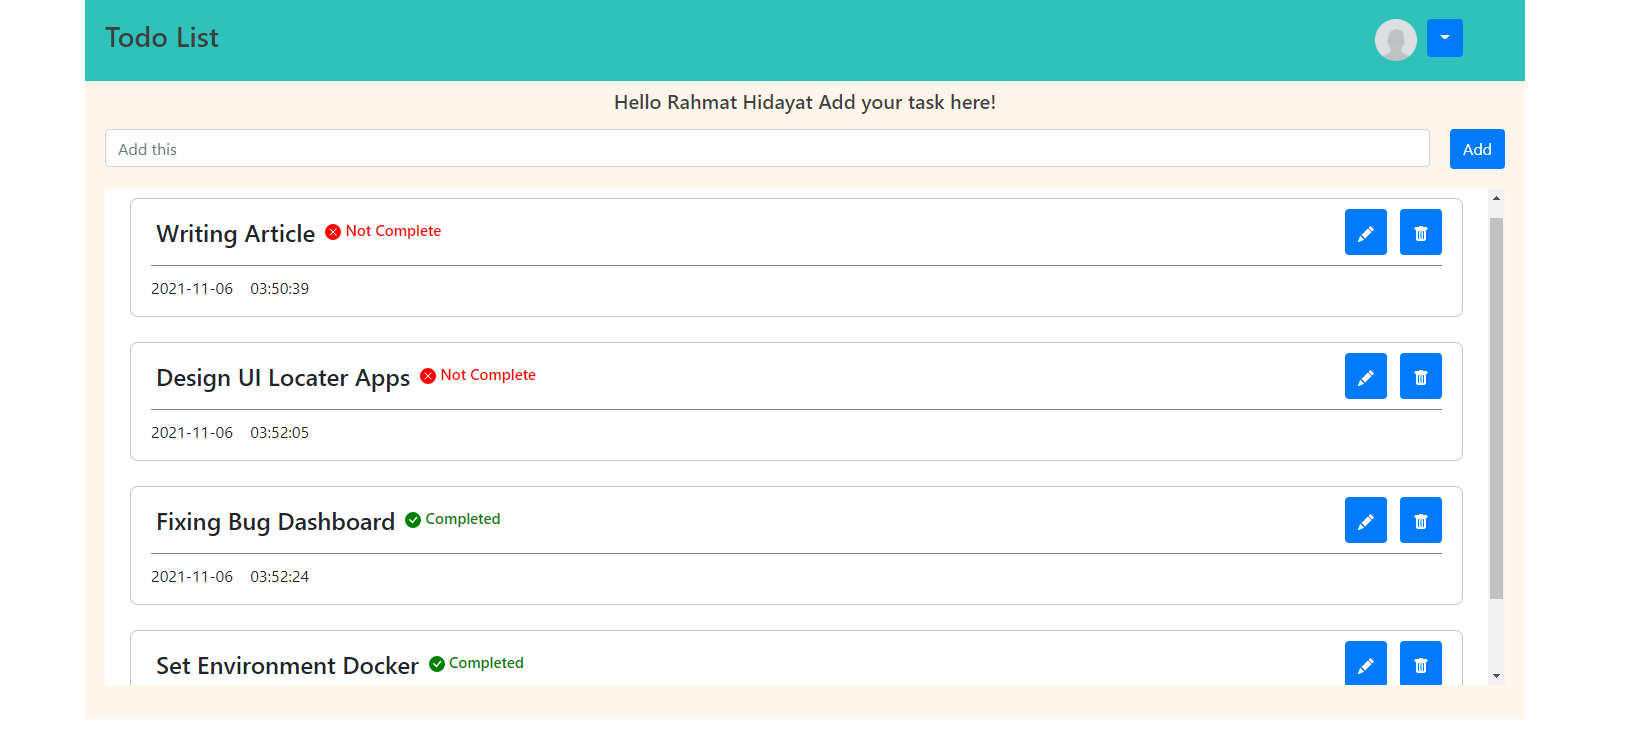 Todo List
Hello Rahmat Hidayat Add your task here!
Add this
Add
Writing Article Not Complete
2021-11-06 03:50:39
Design UI Locater Apps Not Complete
2021-11-06 03:52:05
Fixing Bug Dashboard Completed
2021-11-06 03:52:24
Set Environment Docker Completed